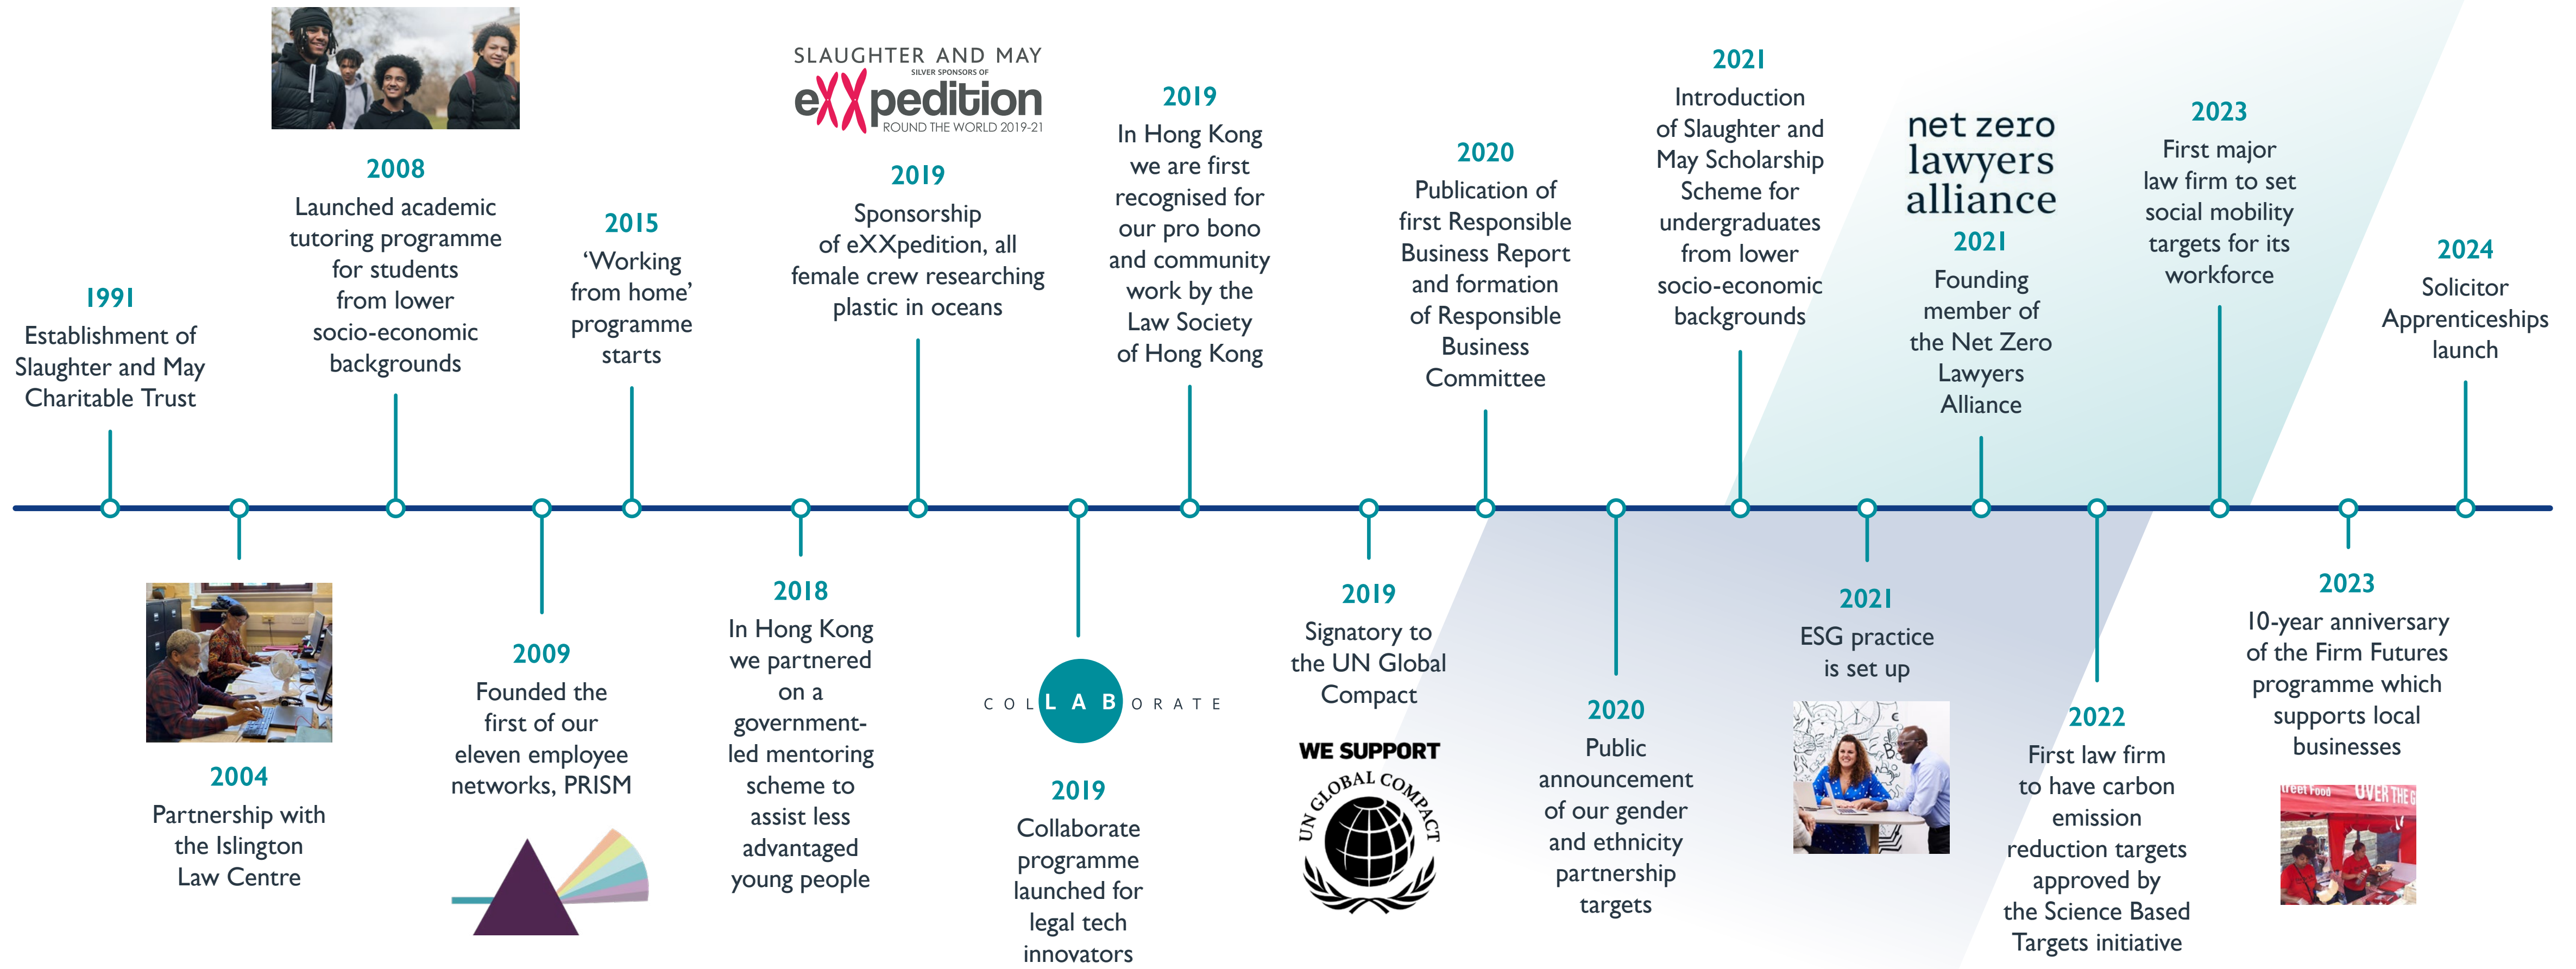 1991
Establishment of
Slaughter and May
Charitable Trust
2004
Partnership with
the Islington
Law Centre
2008
Launched academic
tutoring programme
for students
from lower
socio-economic
backgrounds
2009
Founded the
first of our
eleven employee
networks, PRISM
2015
‘Working
from home’
programme
starts
2018
In Hong Kong
we partnered
on a
government-
led mentoring
scheme to
assist less
advantaged
young people
SLAUGHTER AND MAY
SILVER SPONSORS OF
eXXpedition
ROUND THE WORLD 2019-21
2019
Sponsorship
of eXXpedition, all
female crew researching
plastic in oceans
COLLABORATE
2019
Collaborate
programme
launched for
legal tech
innovators
2019
In Hong Kong
we are first
recognised for
our pro bono
and community
work by the
Law Society
of Hong Kong
2019
Signatory to
the UN Global
Compact
WE SUPPORT
UN GLOBAL COMPACT
2020
Publication of
first Responsible
Business Report
and formation
of Responsible
Business
Committee
2020
Public
announcement
of our gender
and ethnicity
partnership
targets
2021
Introduction
of Slaughter and
May Scholarship
Scheme for
undergraduates
from lower
socio-economic
backgrounds
2021
ESG practice
is set up
net zero
lawyers
alliance
2021
Founding
member of
the Net Zero
Lawyers
Alliance
2022
First law firm
to have carbon
emission
reduction targets
approved by
the Science Based
Targets initiative
2023
First major
law firm to set
social mobility
targets for its
workforce
2023
10-year anniversary
of the Firm Futures
programme which
supports local
businesses
Food
OVER THE
2024
Solicitor
Apprenticeships
launch